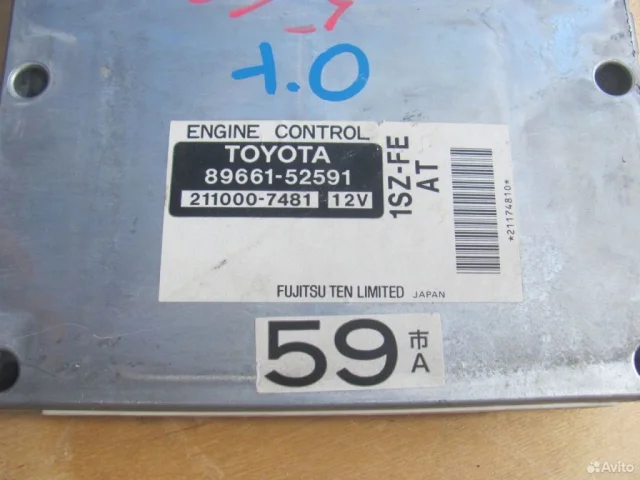 1.0
ENGINE CONTROL
TOYOTA
89661-52591
211000-7481 12V
1SZ-FE
AT
*21174810*
FUJITSU TEN LIMITED JAPAN
59 市A
Avito